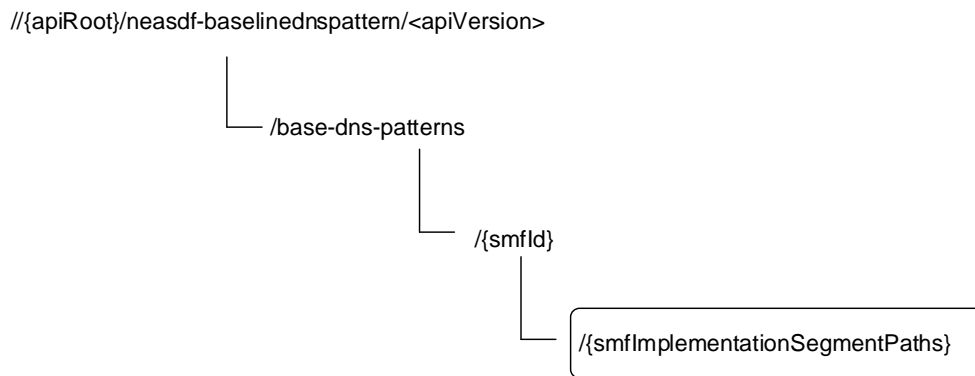 //{apiRoot}/neasdf-baselinednspattern/<apiVersion>
/base-dns-patterns
/{smfId}
/{smfImplementationSegmentPaths}